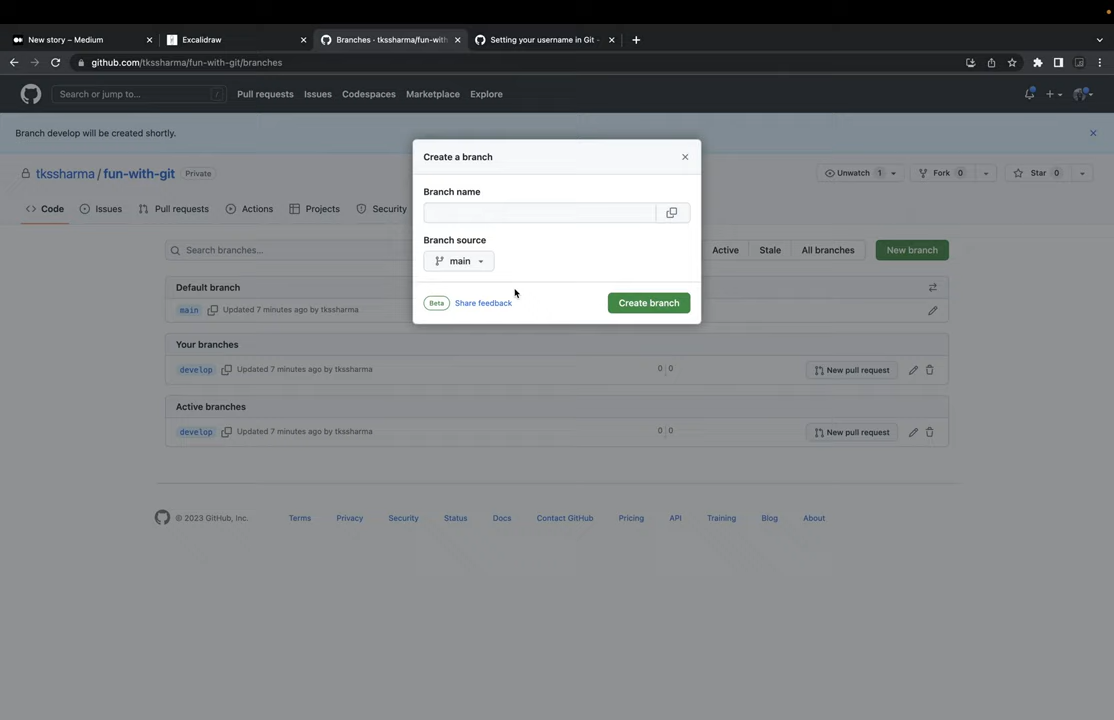 New story – Medium
Excalidraw
Branches · tkssharma/fun-with
Setting your username in Git -
github.com/tkssharma/fun-with-git/branches
Search or jump to... /
Pull requests Issues Codespaces Marketplace Explore
Branch develop will be created shortly.
tkssharma / fun-with-git Private
Unwatch 1 Fork 0 Star 0
Code Issues Pull requests Actions Projects Security
Create a branch
Branch name
Branch source
main
Beta Share feedback Create branch
Search branches... Active Stale All branches New branch
Default branch
main Updated 7 minutes ago by tkssharma
Your branches
develop Updated 7 minutes ago by tkssharma 0 0 New pull request
Active branches
develop Updated 7 minutes ago by tkssharma 0 0 New pull request
© 2023 GitHub, Inc. Terms Privacy Security Status Docs Contact GitHub Pricing API Training Blog About